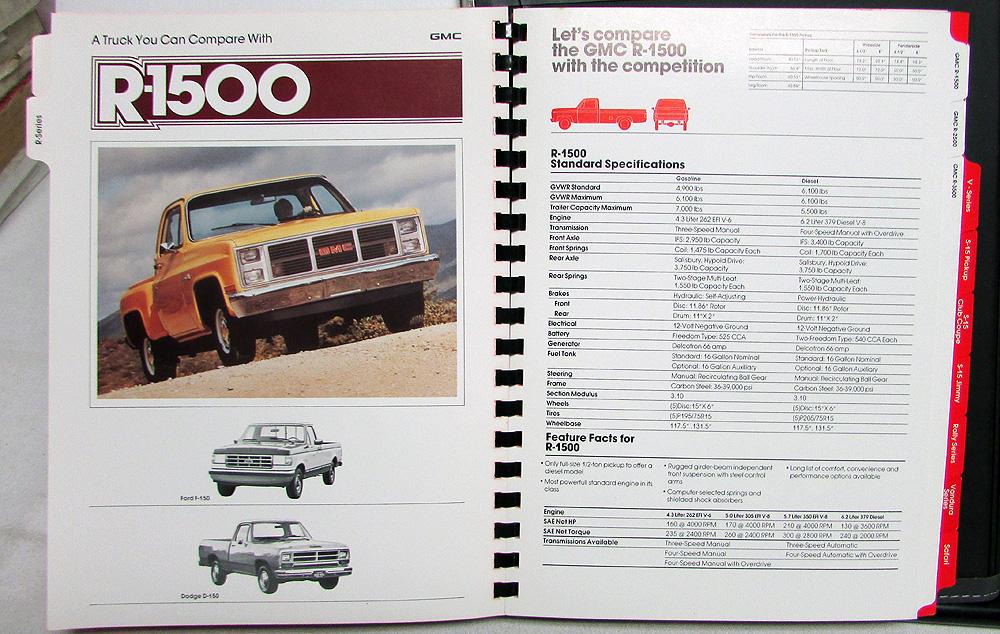 A Truck You Can Compare With
GMC
R-1500
R-Series
GMC
Ford F-150
Dodge D-150
Let's compare
the GMC R-1500
with the competition
R-1500
Standard Specifications
Gasoline Diesel
GVWR Standard 4,900 lbs 6,100 lbs
GVWR Maximum 6,100 lbs 6,100 lbs
Trailer Capacity Maximum 7,000 lbs 5,500 lbs
Engine 4.3 Liter 262 EFI V-6 6.2 Liter 379 Diesel V-8
Transmission Three-Speed Manual Four-Speed Manual with Overdrive
Front Axle IFS: 2,950 lb Capacity IFS: 3,400 lb Capacity
Front Springs Coil: 1,475 lb Capacity Each Coil: 1,700 lb Capacity Each
Rear Axle Salisbury, Hypoid Drive: Salisbury, Hypoid Drive:
3,750 lb Capacity 3,750 lb Capacity
Rear Springs Two-Stage Multi-Leaf: Two-Stage Multi-Leaf:
1,550 lb Capacity Each 1,550 lb Capacity Each
Brakes Hydraulic: Self-Adjusting Power-Hydraulic
Front Disc: 11.86" Rotor Disc: 11.86" Rotor
Rear Drum: 11" X 2" Drum: 11" X 2"
Electrical 12-Volt Negative Ground 12-Volt Negative Ground
Battery Freedom Type: 525 CCA Two-Freedom Type: 540 CCA Each
Generator Delcotron 66 amp Delcotron 66 amp
Fuel Tank Standard: 16 Gallon Nominal Standard: 16 Gallon Nominal
Optional: 16 Gallon Auxiliary Optional: 16 Gallon Auxiliary
Steering Manual: Recirculating Ball Gear Manual: Recirculating Ball Gear
Frame Carbon Steel: 36-39,000 psi Carbon Steel: 36-39,000 psi
Section Modulus 3.10 3.10
Wheels (5)Disc: 15" X 6" (5)Disc: 15" X 6"
Tires (5)P195/75R15 (5)P205/75R15
Wheelbase 117.5", 131.5" 117.5", 131.5"
Feature Facts for
R-1500
• Only full-size 1/2-ton pickup to offer a
diesel model
• Most powerful standard engine in its
class
• Rugged girder-beam independent
front suspension with steel control
arms
• Computer-selected springs and
shielded shock absorbers
• Long list of comfort, convenience and
performance options available
Engine 4.3 Liter 262 EFI V-6 5.0 Liter 305 EFI V-8 5.7 Liter 350 EFI V-8 6.2 Liter 379 Diesel
SAE Net HP 160 @ 4000 RPM 170 @ 4000 RPM 210 @ 4000 RPM 130 @ 3600 RPM
SAE Net Torque 235 @ 2400 RPM 260 @ 2400 RPM 300 @ 2800 RPM 240 @ 2000 RPM
Transmissions Available Three-Speed Manual Three-Speed Automatic
Four-Speed Manual Four-Speed Automatic with Overdrive
Four-Speed Manual with Overdrive
GMC R-1500
GMC R-2500
GMC R-3500
V-Series
S-15 Pickup
S-15
Club Coupe
S-15 Jimmy
Rally Series
Vandura
Series
Safari